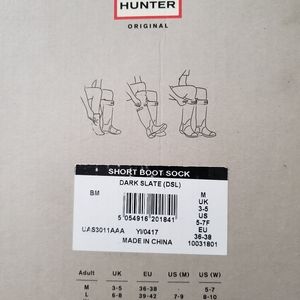 HUNTER
ORIGINAL
SHORT BOOT SOCK
DARK SLATE (DSL)
BM
M
UK
3-5
US
5-7F
EU
36-38
10031801
5 054916 201841
UAS3011AAA YI/0417
MADE IN CHINA
Adult UK EU US (M) US (W)
M 3-5 36-38 - 5-7
L 6-8 39-42 7-9 8-10